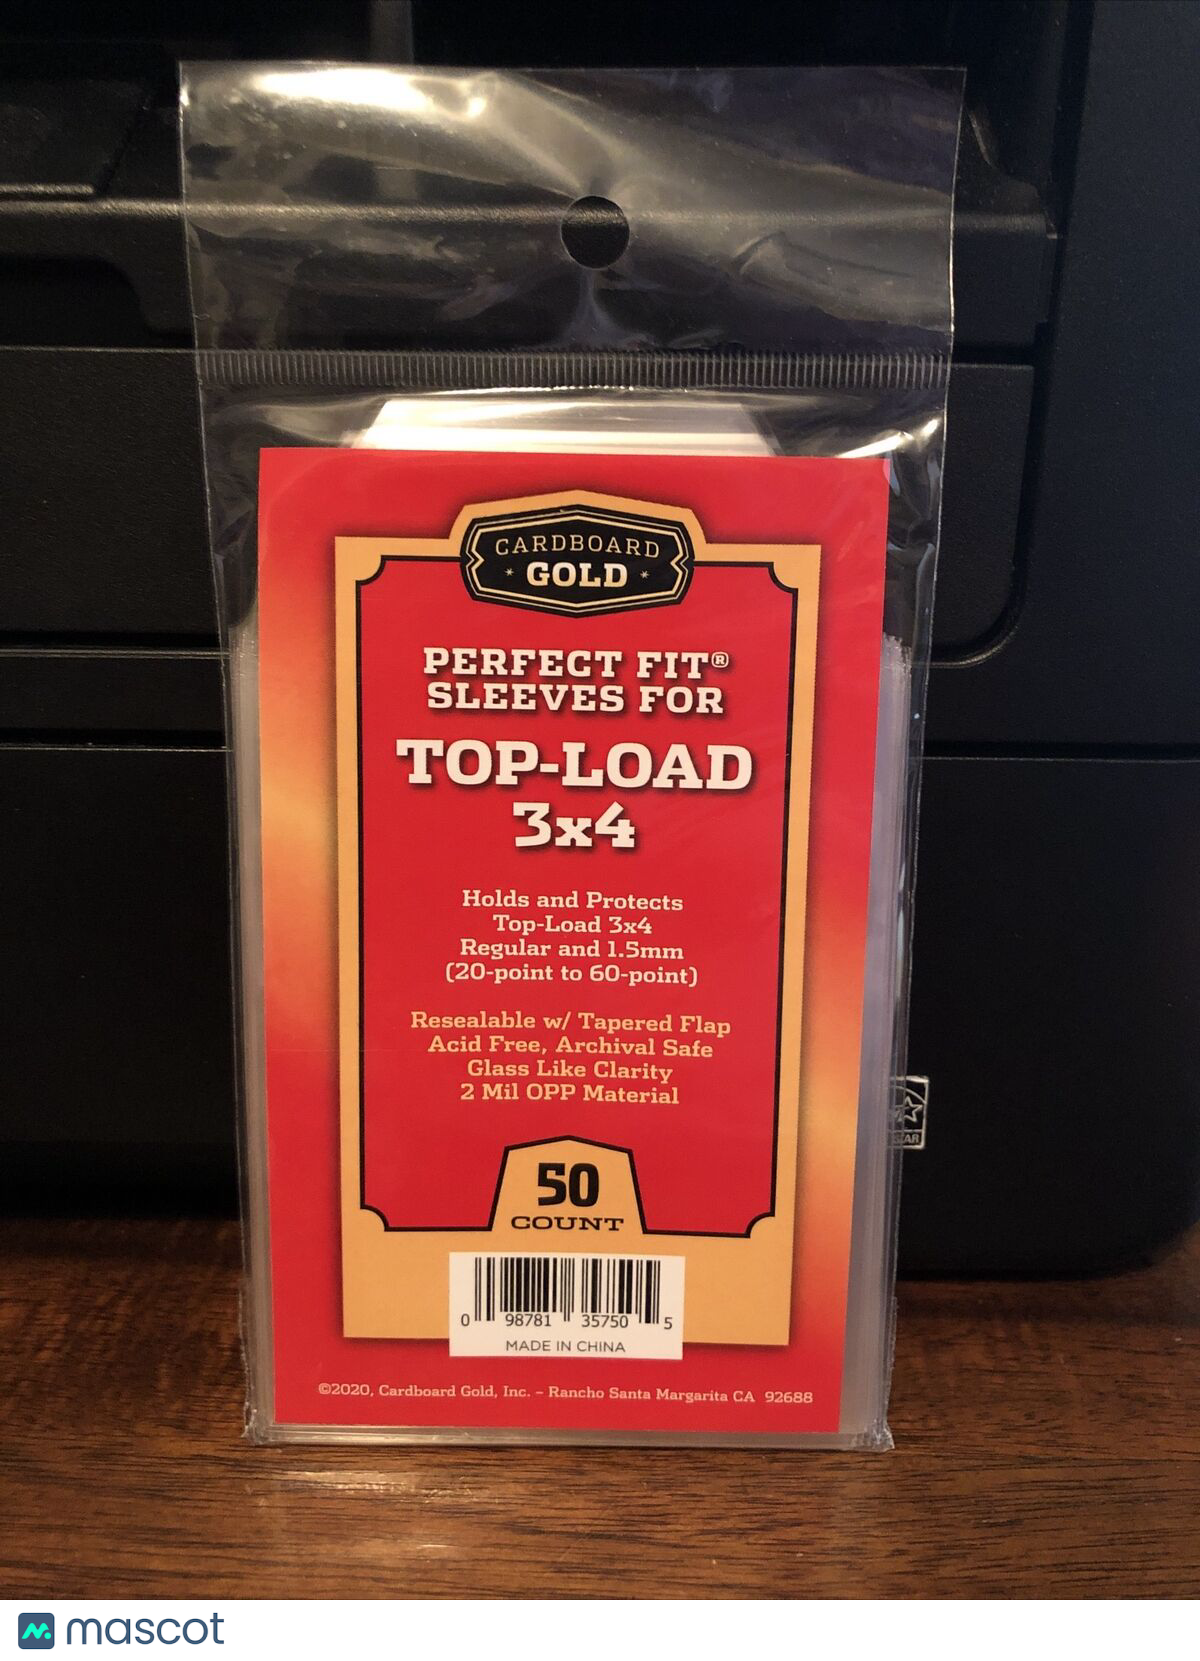 CARDBOARD
GOLD
PERFECT FIT®
SLEEVES FOR
TOP-LOAD
3x4
Holds and Protects
Top-Load 3x4
Regular and 1.5mm
(20-point to 60-point)
Resealable w/ Tapered Flap
Acid Free, Archival Safe
Glass Like Clarity
2 Mil OPP Material
50
COUNT
0 98781 35750 5
MADE IN CHINA
©2020, Cardboard Gold, Inc. – Rancho Santa Margarita CA 92688
mascot